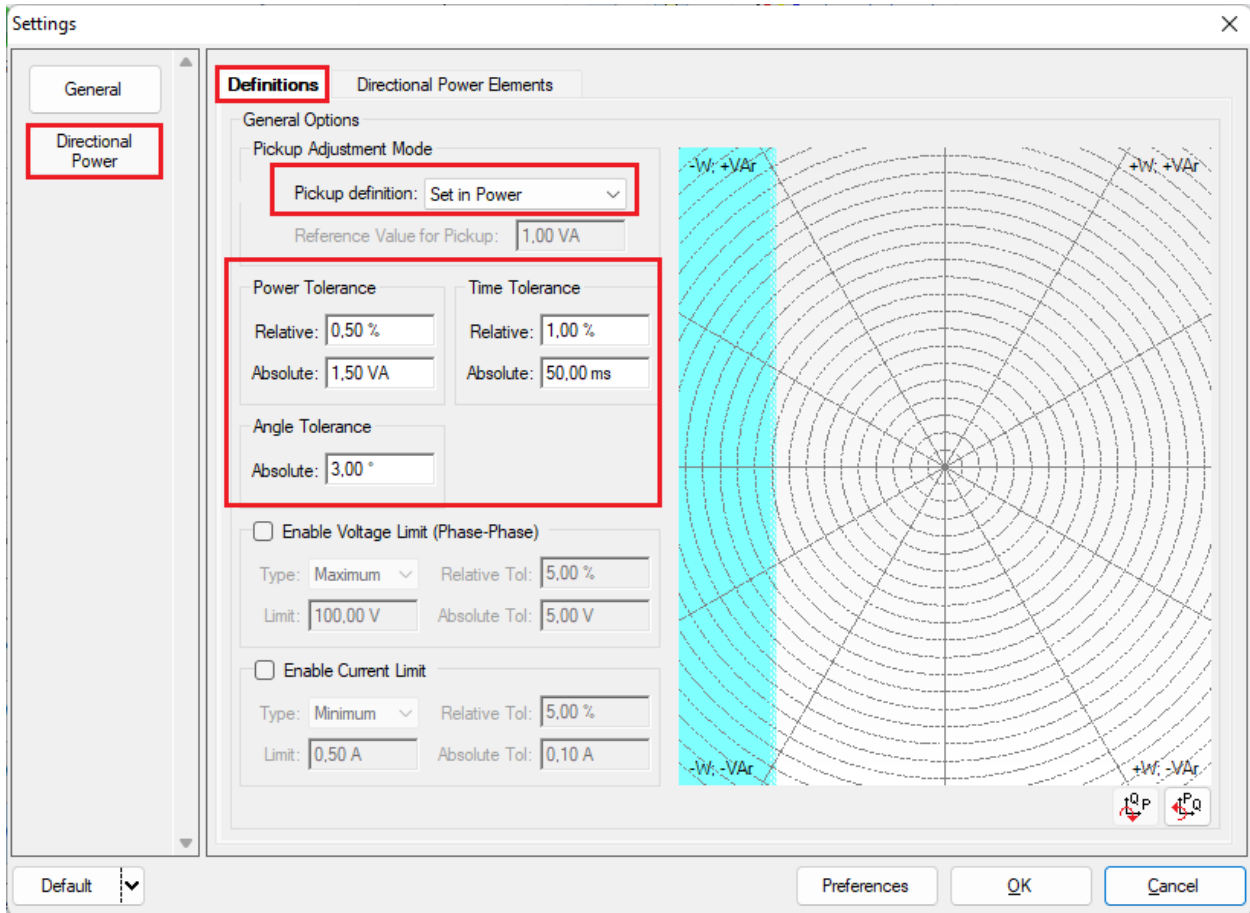 Settings
General
Directional
Power
Definitions
Directional Power Elements
General Options
Pickup Adjustment Mode
Pickup definition: Set in Power
Reference Value for Pickup: 1,00 VA
Power Tolerance
Relative: 0,50 %
Absolute: 1,50 VA
Time Tolerance
Relative: 1,00 %
Absolute: 50,00 ms
Angle Tolerance
Absolute: 3,00 °
Enable Voltage Limit (Phase-Phase)
Type: Maximum Relative Tol: 5,00 %
Limit: 100,00 V Absolute Tol: 5,00 V
Enable Current Limit
Type: Minimum Relative Tol: 5,00 %
Limit: 0,50 A Absolute Tol: 0,10 A
-W; +VAr
+W; +VAr
-W; -VAr
+W; -VAr
Q P
P Q
Default
Preferences
OK
Cancel